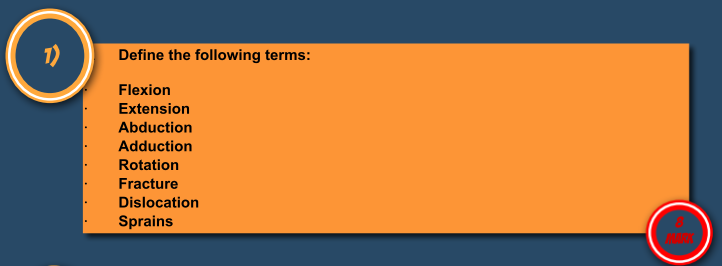 1)
Define the following terms:
· Flexion
· Extension
· Abduction
· Adduction
· Rotation
· Fracture
· Dislocation
· Sprains